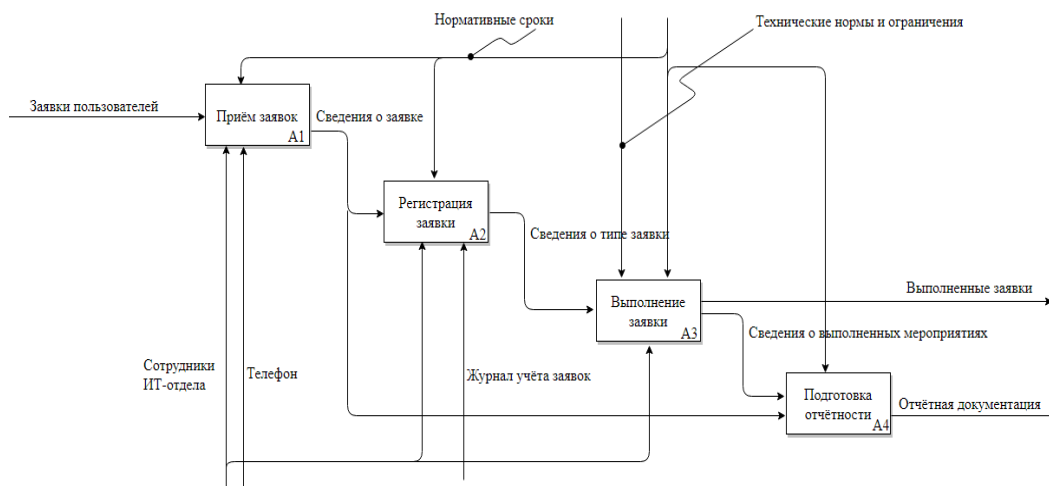 Нормативные сроки
Технические нормы и ограничения
Заявки пользователей
Приём заявок
A1
Сведения о заявке
Регистрация
заявки
A2
Сведения о типе заявки
Выполнение
заявки
A3
Выполненные заявки
Сведения о выполненных мероприятиях
Сотрудники
ИТ-отдела
Телефон
Журнал учёта заявок
Подготовка
отчётности
A4
Отчётная документация